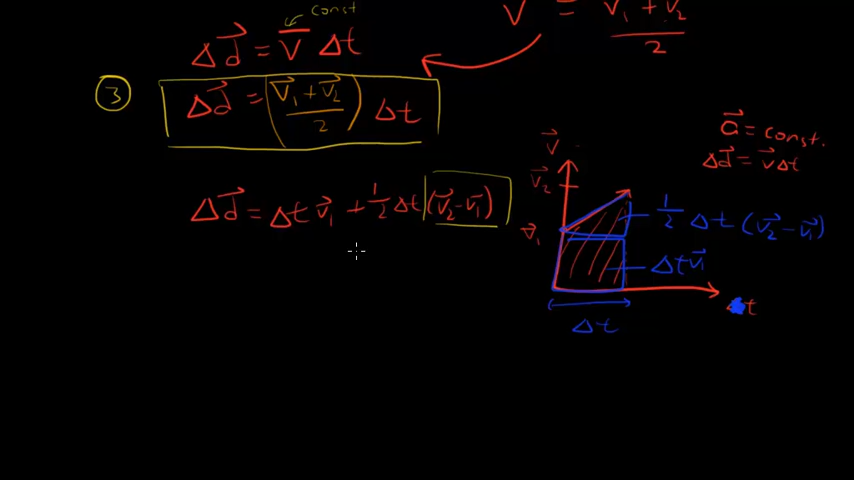 const
V⃗ = (v⃗₁ + v⃗₂)/2
Δd⃗ = V⃗ Δt
③ Δd⃗ = ((v⃗₁ + v⃗₂)/2) Δt
a⃗ = const.
Δd⃗ = v⃗Δt
Δd⃗ = Δt v⃗₁ + ½ Δt (v⃗₂ - v⃗₁)
v⃗
v⃗₂
v⃗₁
½ Δt (v⃗₂ - v⃗₁)
Δt v⃗₁
t
Δt